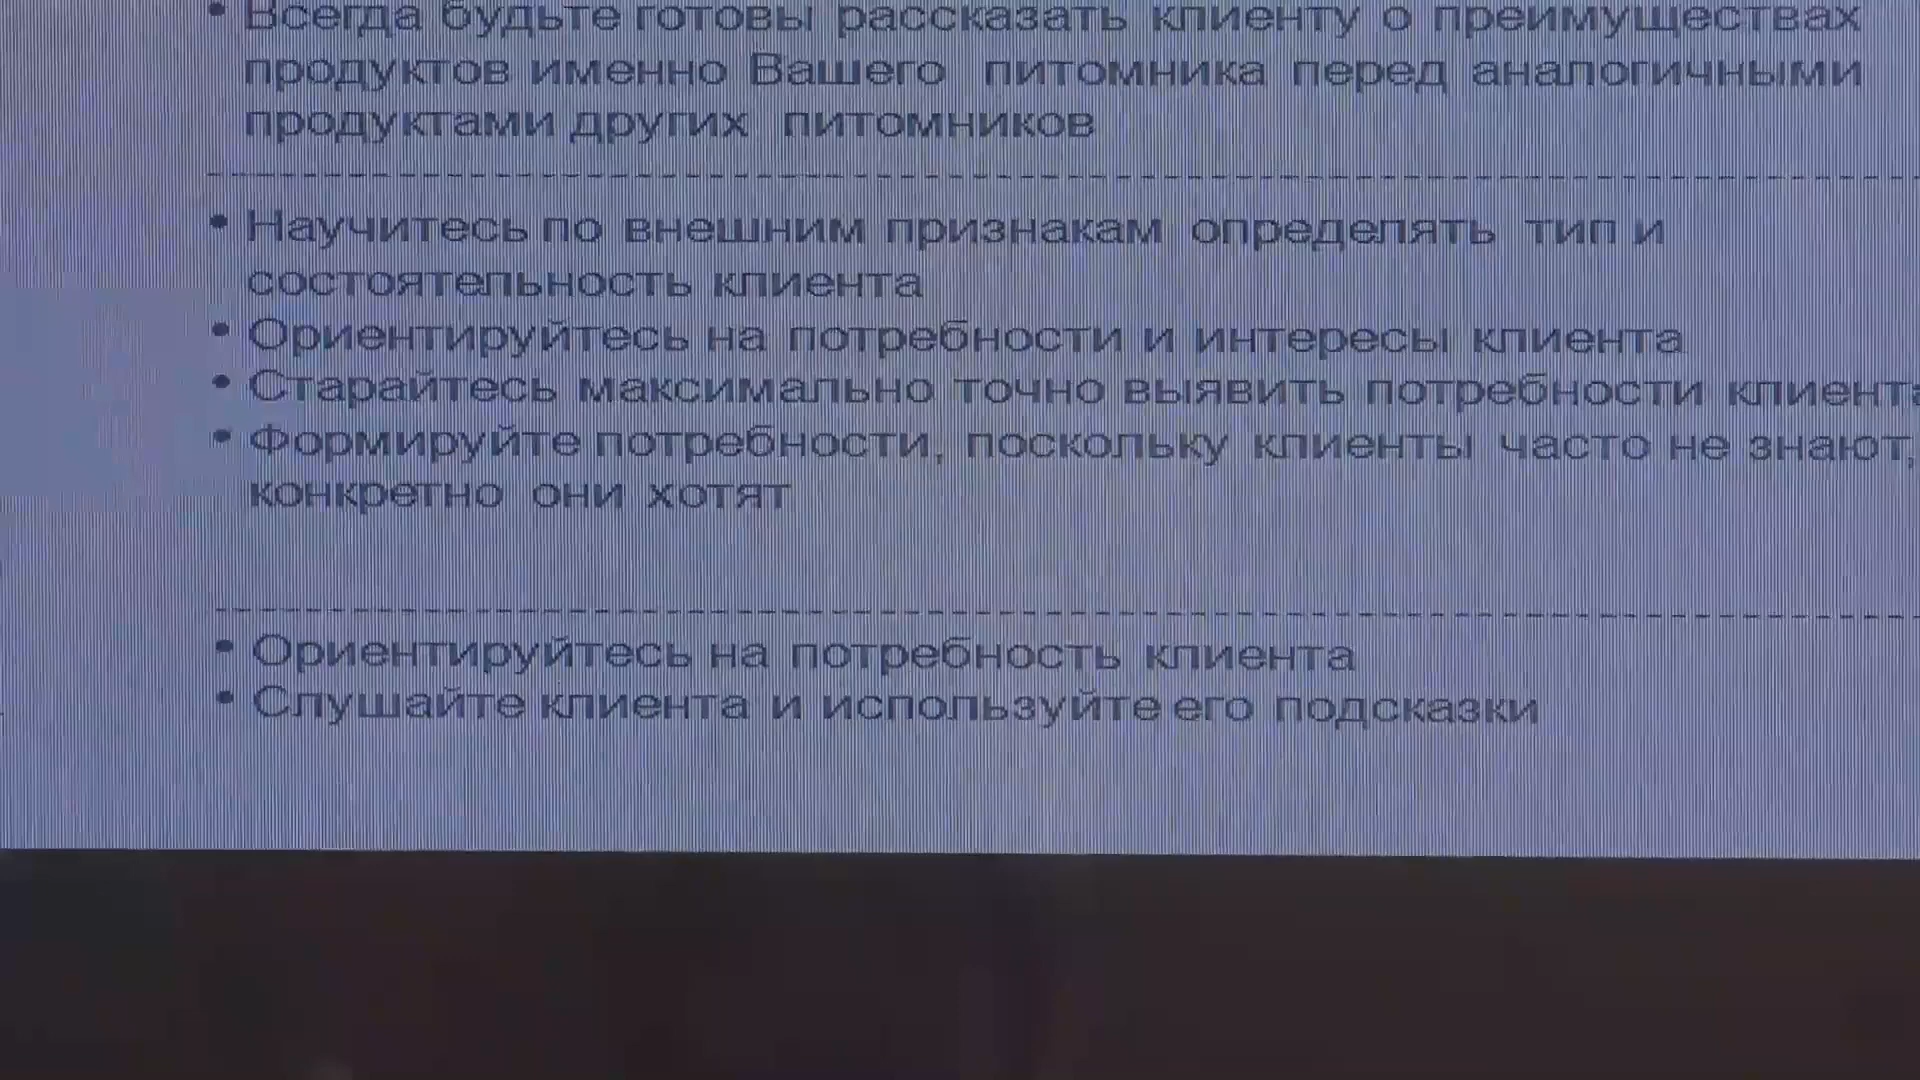 • Всегда будьте готовы рассказать клиенту о преимуществах
продуктов именно Вашего питомника перед аналогичными
продуктами других питомников
• Научитесь по внешним признакам определять тип и
состоятельность клиента
• Ориентируйтесь на потребности и интересы клиента
• Старайтесь максимально точно выявить потребности клиента
• Формируйте потребности, поскольку клиенты часто не знают,
конкретно они хотят
• Ориентируйтесь на потребность клиента
• Слушайте клиента и используйте его подсказки